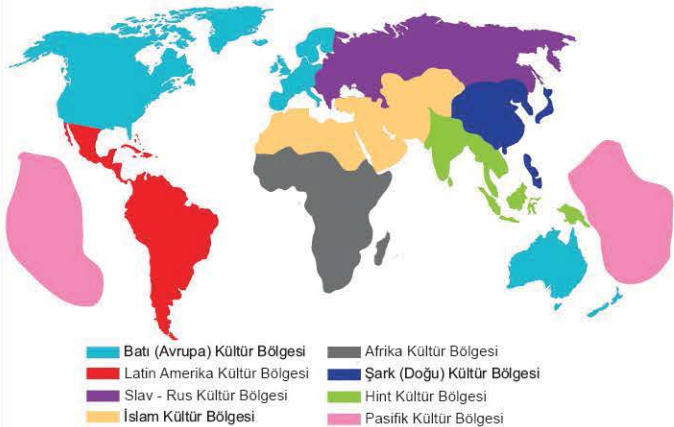 Batı (Avrupa) Kültür Bölgesi
Latin Amerika Kültür Bölgesi
Slav - Rus Kültür Bölgesi
İslam Kültür Bölgesi
Afrika Kültür Bölgesi
Şark (Doğu) Kültür Bölgesi
Hint Kültür Bölgesi
Pasifik Kültür Bölgesi